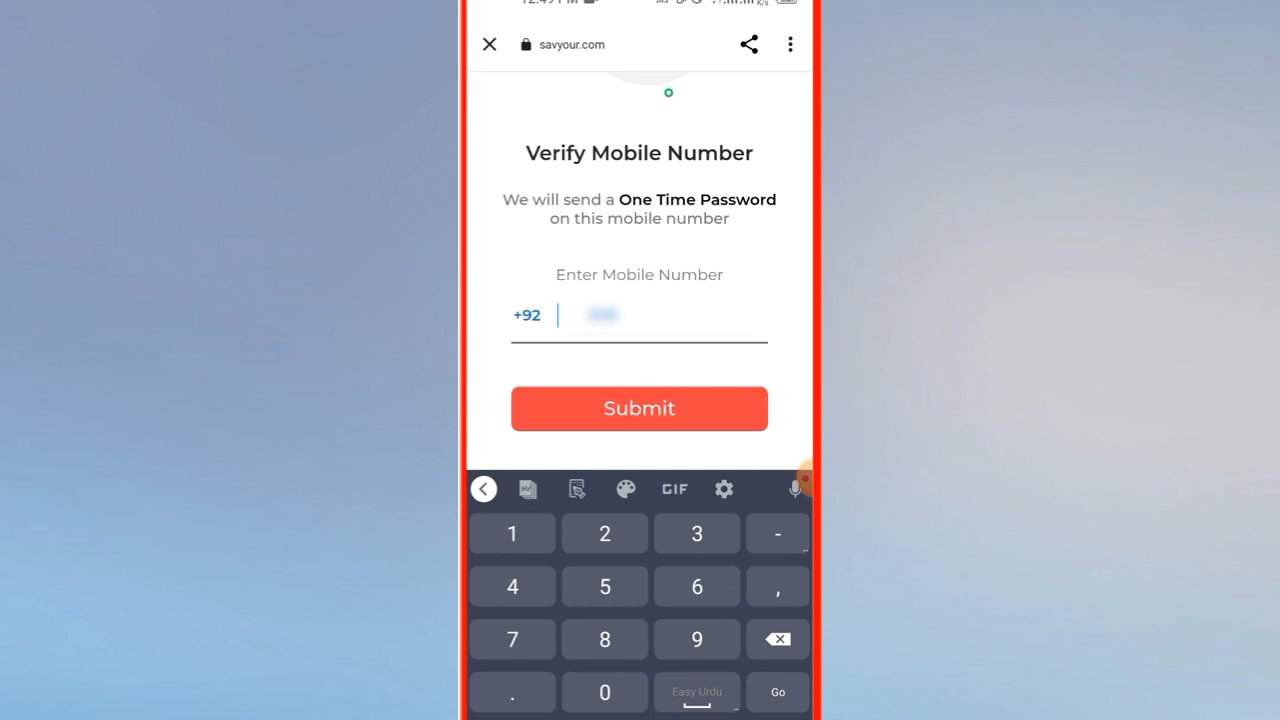 savyour.com
Verify Mobile Number
We will send a One Time Password
on this mobile number
Enter Mobile Number
+92
Submit
GIF
1 2 3 -
4 5 6 ,
7 8 9
. 0 Easy Urdu Go